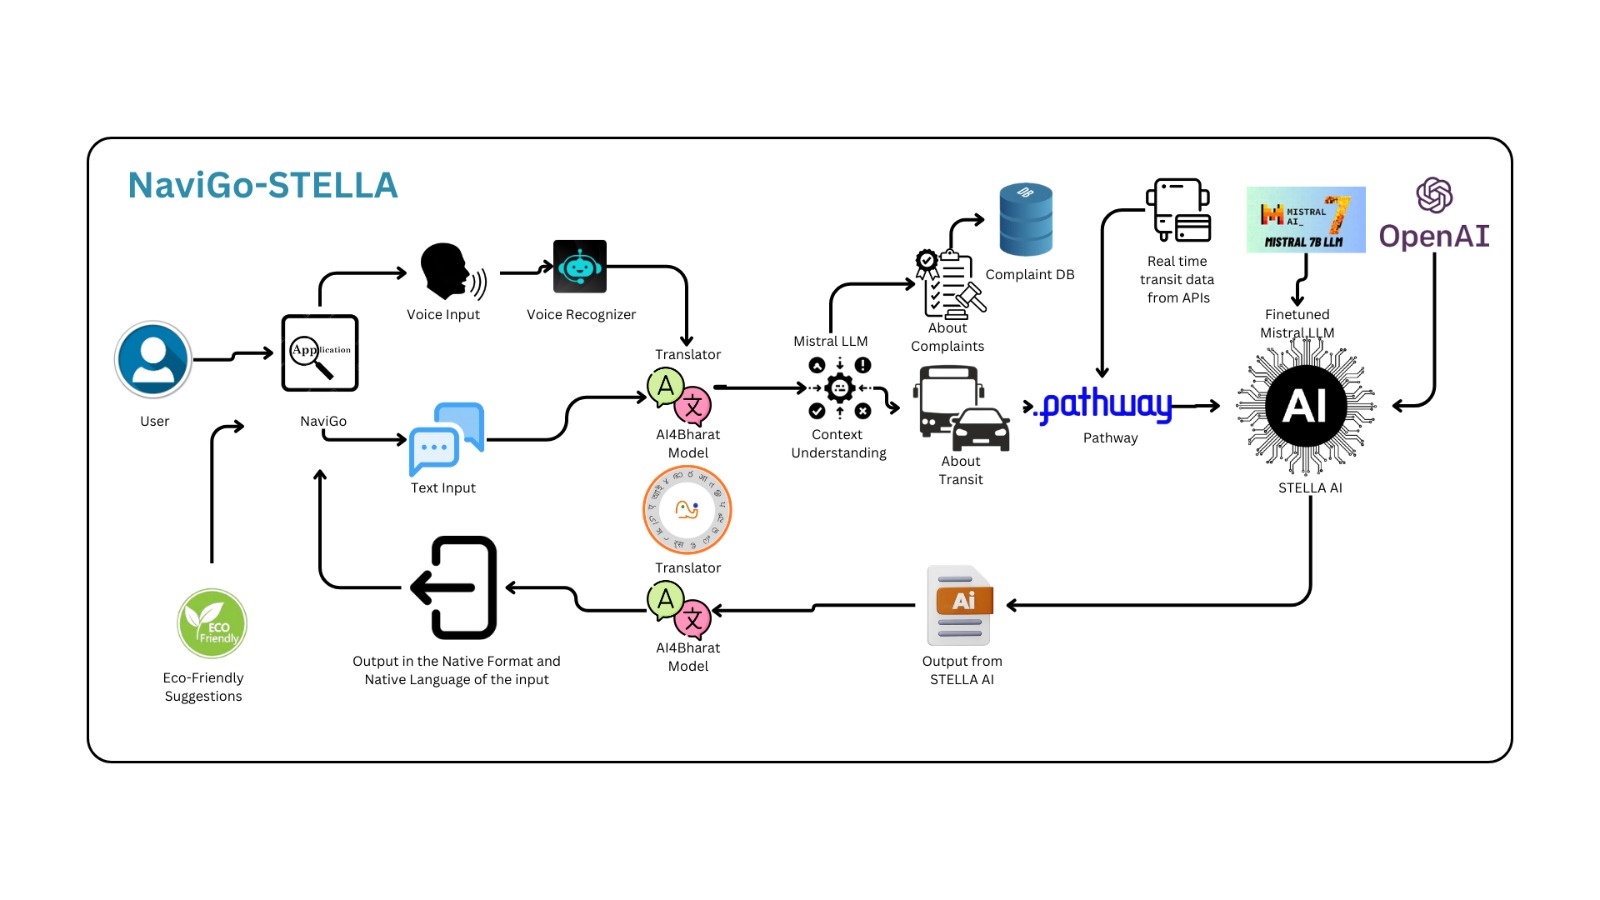 NaviGo-STELLA
User
Application
NaviGo
Voice Input
Voice Recognizer
Text Input
Translator
A
文
AI4Bharat
Model
Mistral LLM
Context
Understanding
About
Complaints
DB
Complaint DB
About
Transit
.pathway
Pathway
Real time
transit data
from APIs
MISTRAL
AI_
7
MISTRAL 7B LLM
OpenAI
Finetuned
Mistral LLM
AI
STELLA AI
Ai
Output from
STELLA AI
Translator
A
文
AI4Bharat
Model
Output in the Native Format and
Native Language of the input
ECO
Friendly
Eco-Friendly
Suggestions